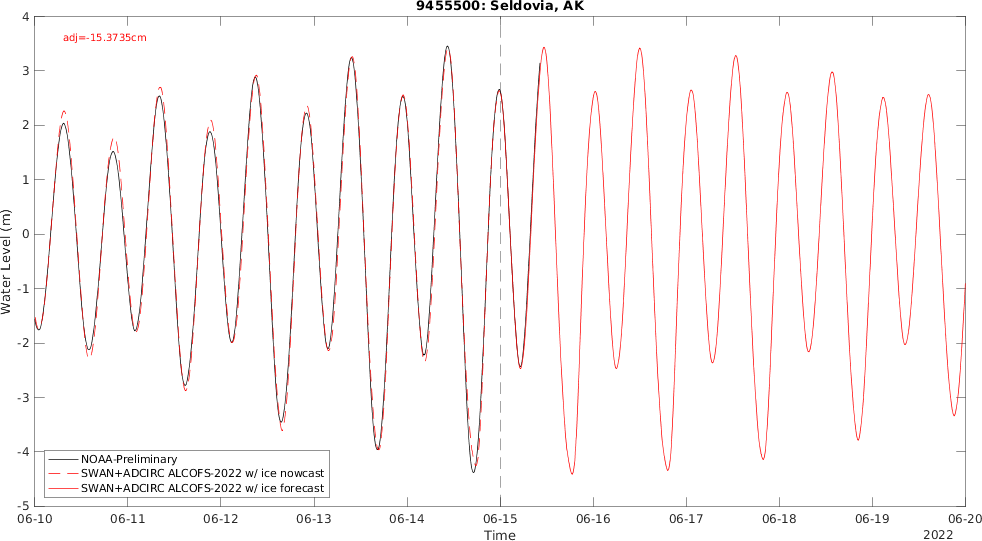 9455500: Seldovia, AK
adj=-15.3735cm
Water Level (m)
4
3
2
1
0
-1
-2
-3
-4
-5
NOAA-Preliminary
SWAN+ADCIRC ALCOFS-2022 w/ ice nowcast
SWAN+ADCIRC ALCOFS-2022 w/ ice forecast
06-10 06-11 06-12 06-13 06-14 06-15 06-16 06-17 06-18 06-19 06-20
Time
2022